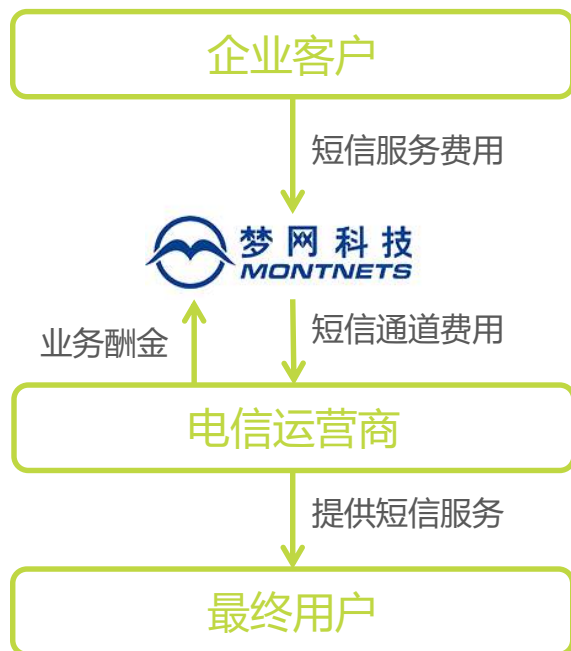 企业客户
短信服务费用
梦网科技
MONTNETS
业务酬金
短信通道费用
电信运营商
提供短信服务
最终用户